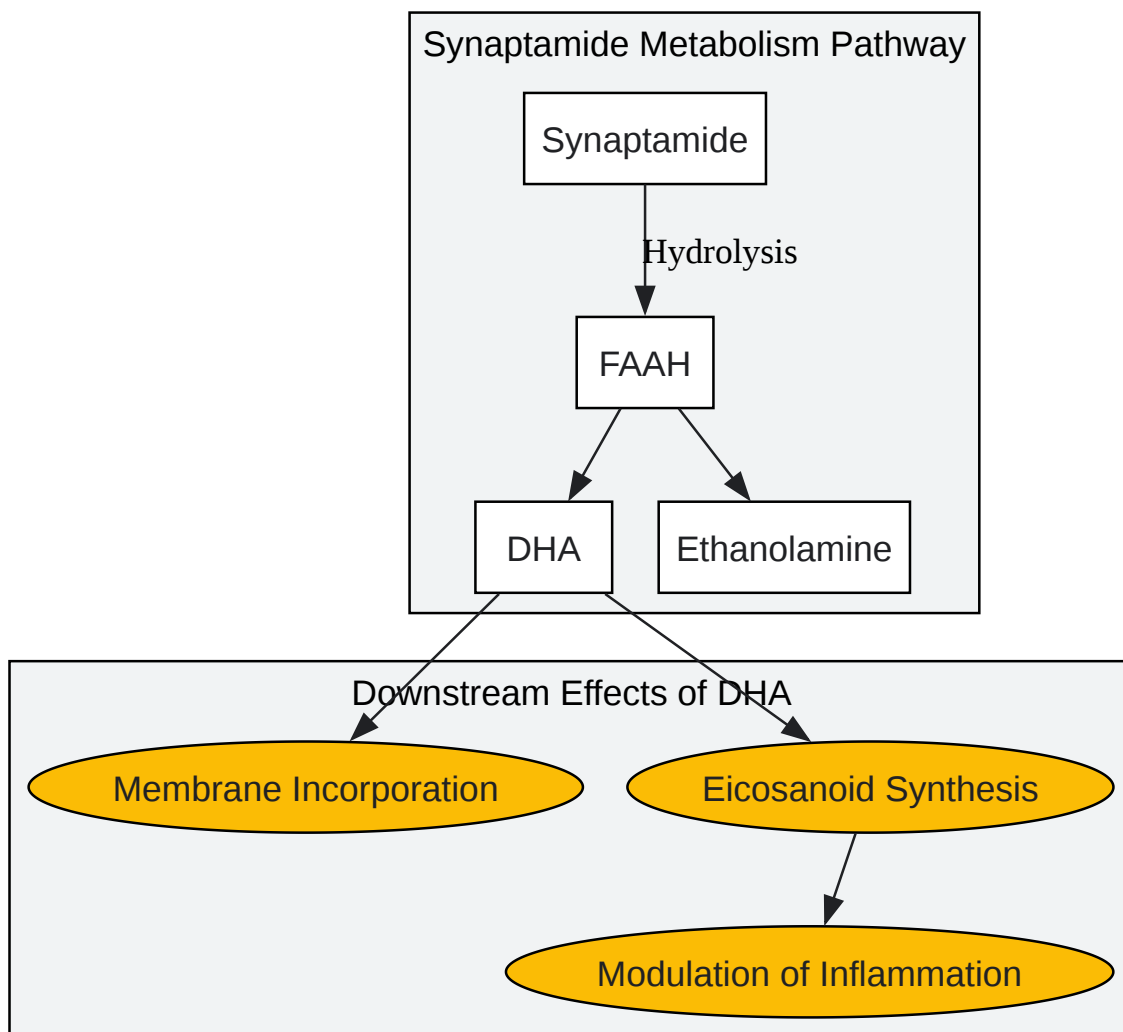 Synaptamide Metabolism Pathway
Synaptamide
Hydrolysis
FAAH
DHA
Ethanolamine
Downstream Effects of DHA
Membrane Incorporation
Eicosanoid Synthesis
Modulation of Inflammation